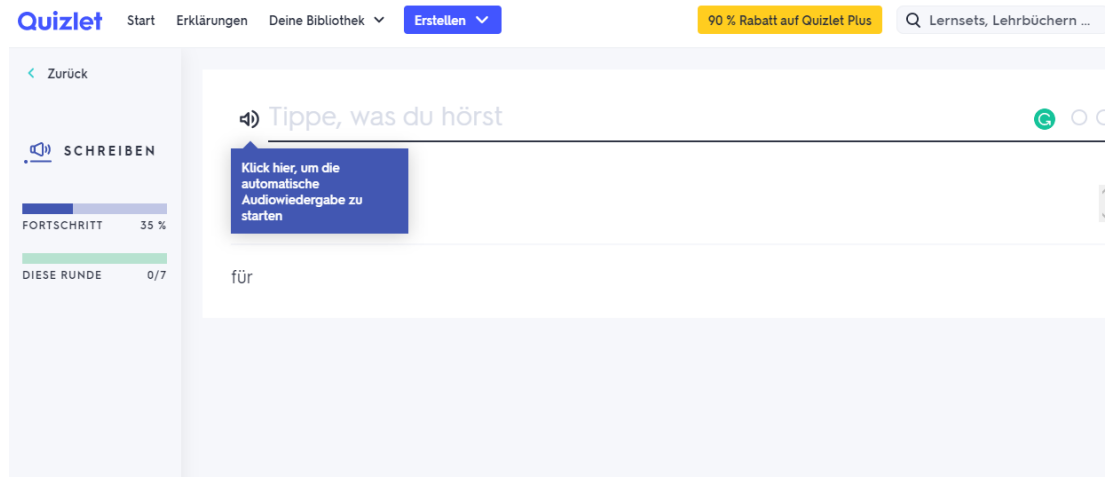 Quizlet Start Erklärungen Deine Bibliothek Erstellen 90 % Rabatt auf Quizlet Plus Lernsets, Lehrbüchern ...
Zurück
Tippe, was du hörst
SCHREIBEN
Klick hier, um die
automatische
Audiowiedergabe zu
starten
FORTSCHRITT 35 %
DIESE RUNDE 0/7
für